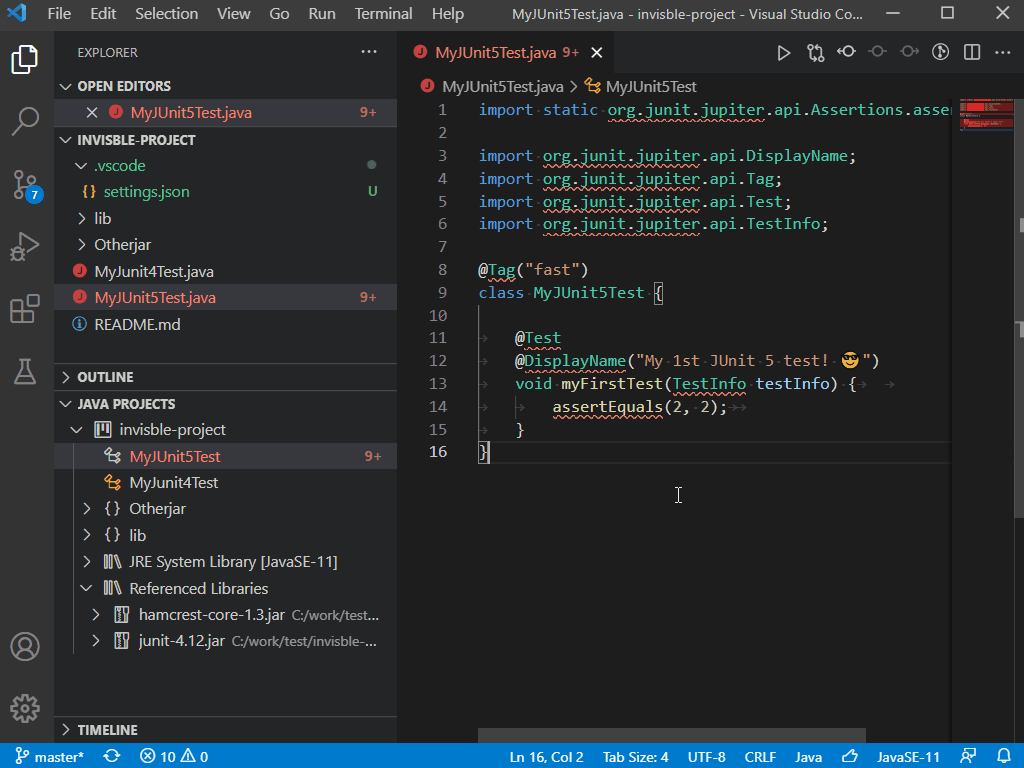 File Edit Selection View Go Run Terminal Help MyJUnit5Test.java - invisble-project - Visual Studio Co...
EXPLORER
OPEN EDITORS
MyJUnit5Test.java 9+
INVISBLE-PROJECT
.vscode
{} settings.json U
lib
Otherjar
J MyJunit4Test.java
J MyJUnit5Test.java 9+
README.md
OUTLINE
JAVA PROJECTS
invisble-project
MyJUnit5Test 9+
MyJunit4Test
{} Otherjar
{} lib
JRE System Library [JavaSE-11]
Referenced Libraries
hamcrest-core-1.3.jar C:/work/test...
junit-4.12.jar C:/work/test/invisble-...
TIMELINE
7
J MyJUnit5Test.java 9+
J MyJUnit5Test.java > MyJUnit5Test
1 import static org.junit.jupiter.api.Assertions.asser
2
3 import org.junit.jupiter.api.DisplayName;
4 import org.junit.jupiter.api.Tag;
5 import org.junit.jupiter.api.Test;
6 import org.junit.jupiter.api.TestInfo;
7
8 @Tag("fast")
9 class MyJUnit5Test {
10
11 @Test
12 @DisplayName("My 1st JUnit 5 test! 😎")
13 void myFirstTest(TestInfo testInfo) {
14 assertEquals(2, 2);
15 }
16 }
master* 10 0 Ln 16, Col 2 Tab Size: 4 UTF-8 CRLF Java JavaSE-11